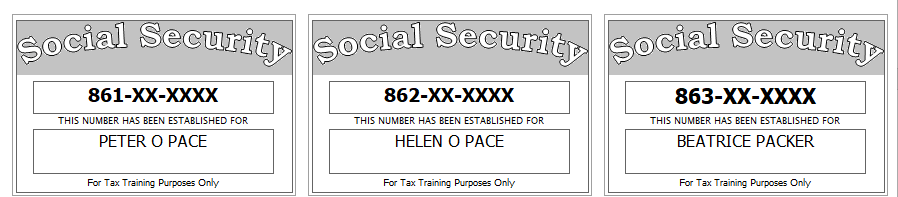 Social Security
861-XX-XXXX
THIS NUMBER HAS BEEN ESTABLISHED FOR
PETER O PACE
For Tax Training Purposes Only
Social Security
862-XX-XXXX
THIS NUMBER HAS BEEN ESTABLISHED FOR
HELEN O PACE
For Tax Training Purposes Only
Social Security
863-XX-XXXX
THIS NUMBER HAS BEEN ESTABLISHED FOR
BEATRICE PACKER
For Tax Training Purposes Only